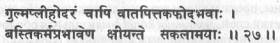 गुल्मप्लीहोदरं चापि वातपित्तकफोद्भवाः ।
बस्तिकर्मप्रभावेण क्षीयन्ते सकलामयाः ।। २७ ।।